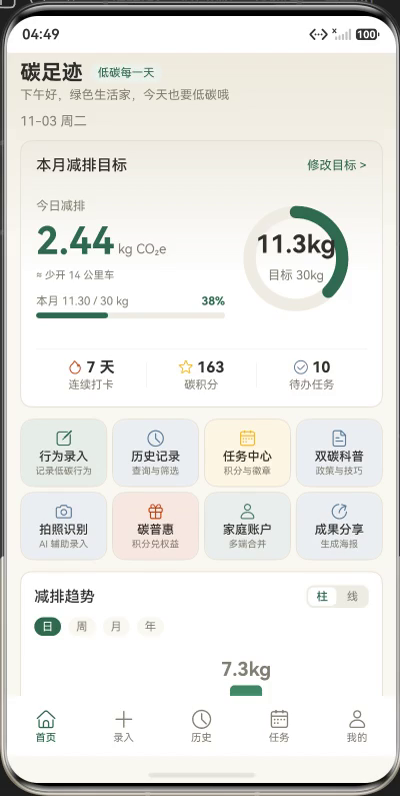 04:49
100
碳足迹 低碳每一天
下午好，绿色生活家，今天也要低碳哦
11-03 周二
本月减排目标 修改目标 >
今日减排
2.44 kg CO₂e
≈ 少开 14 公里车
本月 11.30 / 30 kg 38%
11.3kg
目标 30kg
7 天 163 10
连续打卡 碳积分 待办任务
行为录入 历史记录 任务中心 双碳科普
记录低碳行为 查询与筛选 积分与徽章 政策与技巧
拍照识别 碳普惠 家庭账户 成果分享
AI 辅助录入 积分兑权益 多端合并 生成海报
减排趋势 柱 线
日 周 月 年
7.3kg
首页 录入 历史 任务 我的